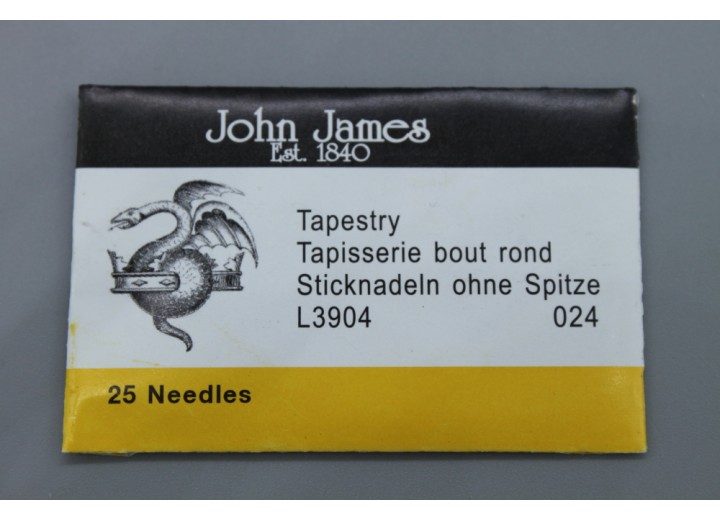 John James
Est. 1840
Tapestry
Tapisserie bout rond
Sticknadeln ohne Spitze
L3904 024
25 Needles